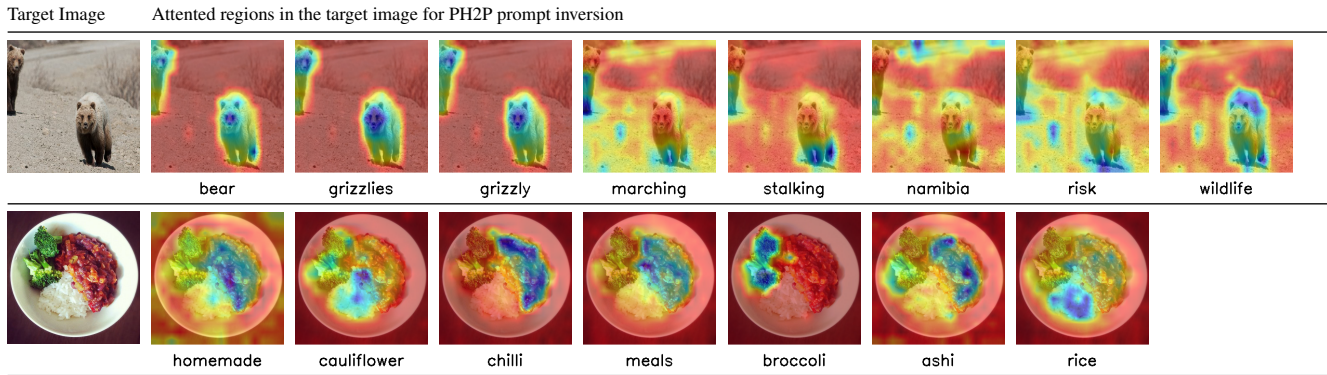 Target Image Attented regions in the target image for PH2P prompt inversion
bear grizzlies grizzly marching stalking namibia risk wildlife
homemade cauliflower chilli meals broccoli ashi rice